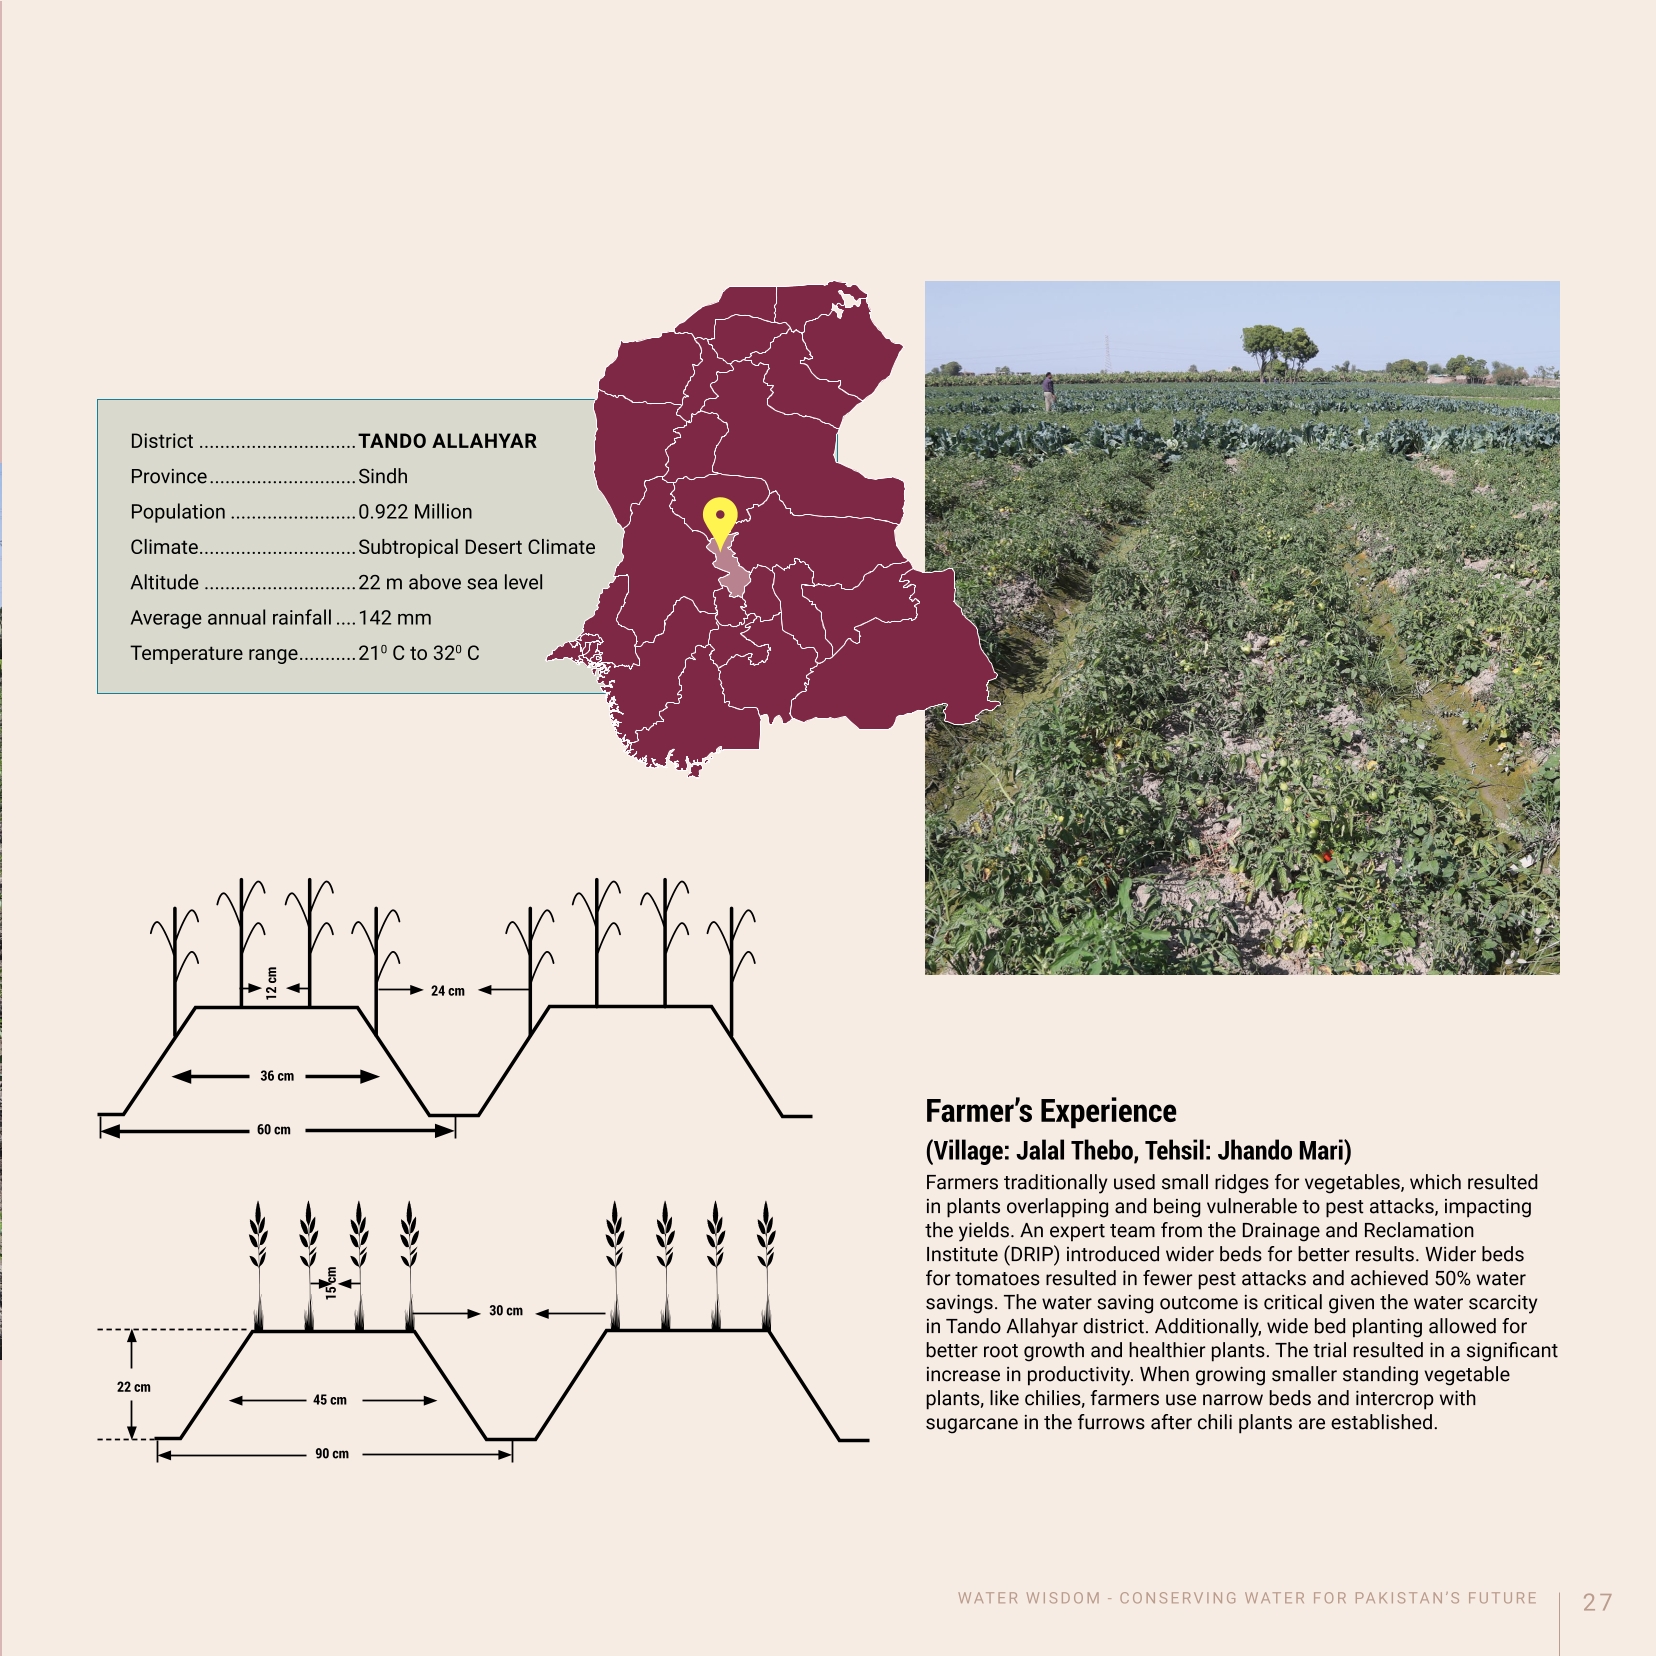 District ..............................TANDO ALLAHYAR
Province............................Sindh
Population ........................0.922 Million
Climate..............................Subtropical Desert Climate
Altitude .............................22 m above sea level
Average annual rainfall ....142 mm
Temperature range...........21⁰ C to 32⁰ C
12 cm
24 cm
36 cm
60 cm
15 cm
30 cm
22 cm
45 cm
90 cm
Farmer’s Experience
(Village: Jalal Thebo, Tehsil: Jhando Mari)
Farmers traditionally used small ridges for vegetables, which resulted
in plants overlapping and being vulnerable to pest attacks, impacting
the yields. An expert team from the Drainage and Reclamation
Institute (DRIP) introduced wider beds for better results. Wider beds
for tomatoes resulted in fewer pest attacks and achieved 50% water
savings. The water saving outcome is critical given the water scarcity
in Tando Allahyar district. Additionally, wide bed planting allowed for
better root growth and healthier plants. The trial resulted in a significant
increase in productivity. When growing smaller standing vegetable
plants, like chilies, farmers use narrow beds and intercrop with
sugarcane in the furrows after chili plants are established.
WATER WISDOM - CONSERVING WATER FOR PAKISTAN’S FUTURE
27